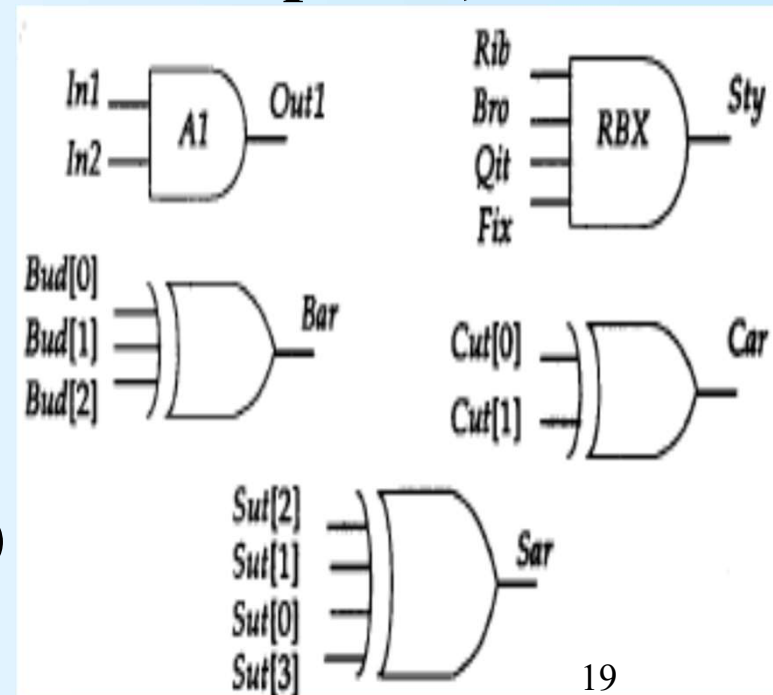 In1
In2
A1
Out1
Rib
Bro
Qit
Fix
RBX
Sty
Bud[0]
Bud[1]
Bud[2]
Bar
Cut[0]
Cut[1]
Car
Sut[2]
Sut[1]
Sut[0]
Sut[3]
Sar
)
19